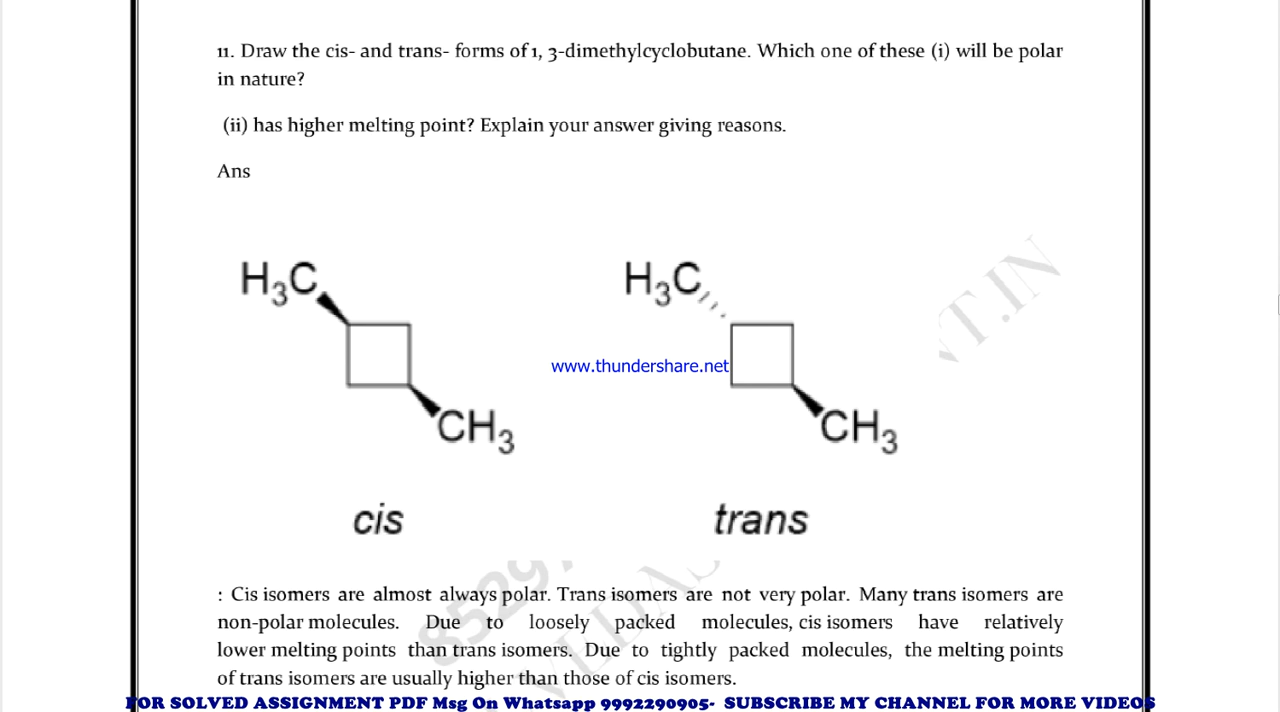 11. Draw the cis- and trans- forms of 1, 3-dimethylcyclobutane. Which one of these (i) will be polar
in nature?
(ii) has higher melting point? Explain your answer giving reasons.
Ans
H3C
H3C
www.thundershare.net
CH3
CH3
cis
trans
: Cis isomers are almost always polar. Trans isomers are not very polar. Many trans isomers are
non-polar molecules. Due to loosely packed molecules, cis isomers have relatively
lower melting points than trans isomers. Due to tightly packed molecules, the melting points
of trans isomers are usually higher than those of cis isomers.
FOR SOLVED ASSIGNMENT PDF Msg On Whatsapp 9992290905- SUBSCRIBE MY CHANNEL FOR MORE VIDEOS